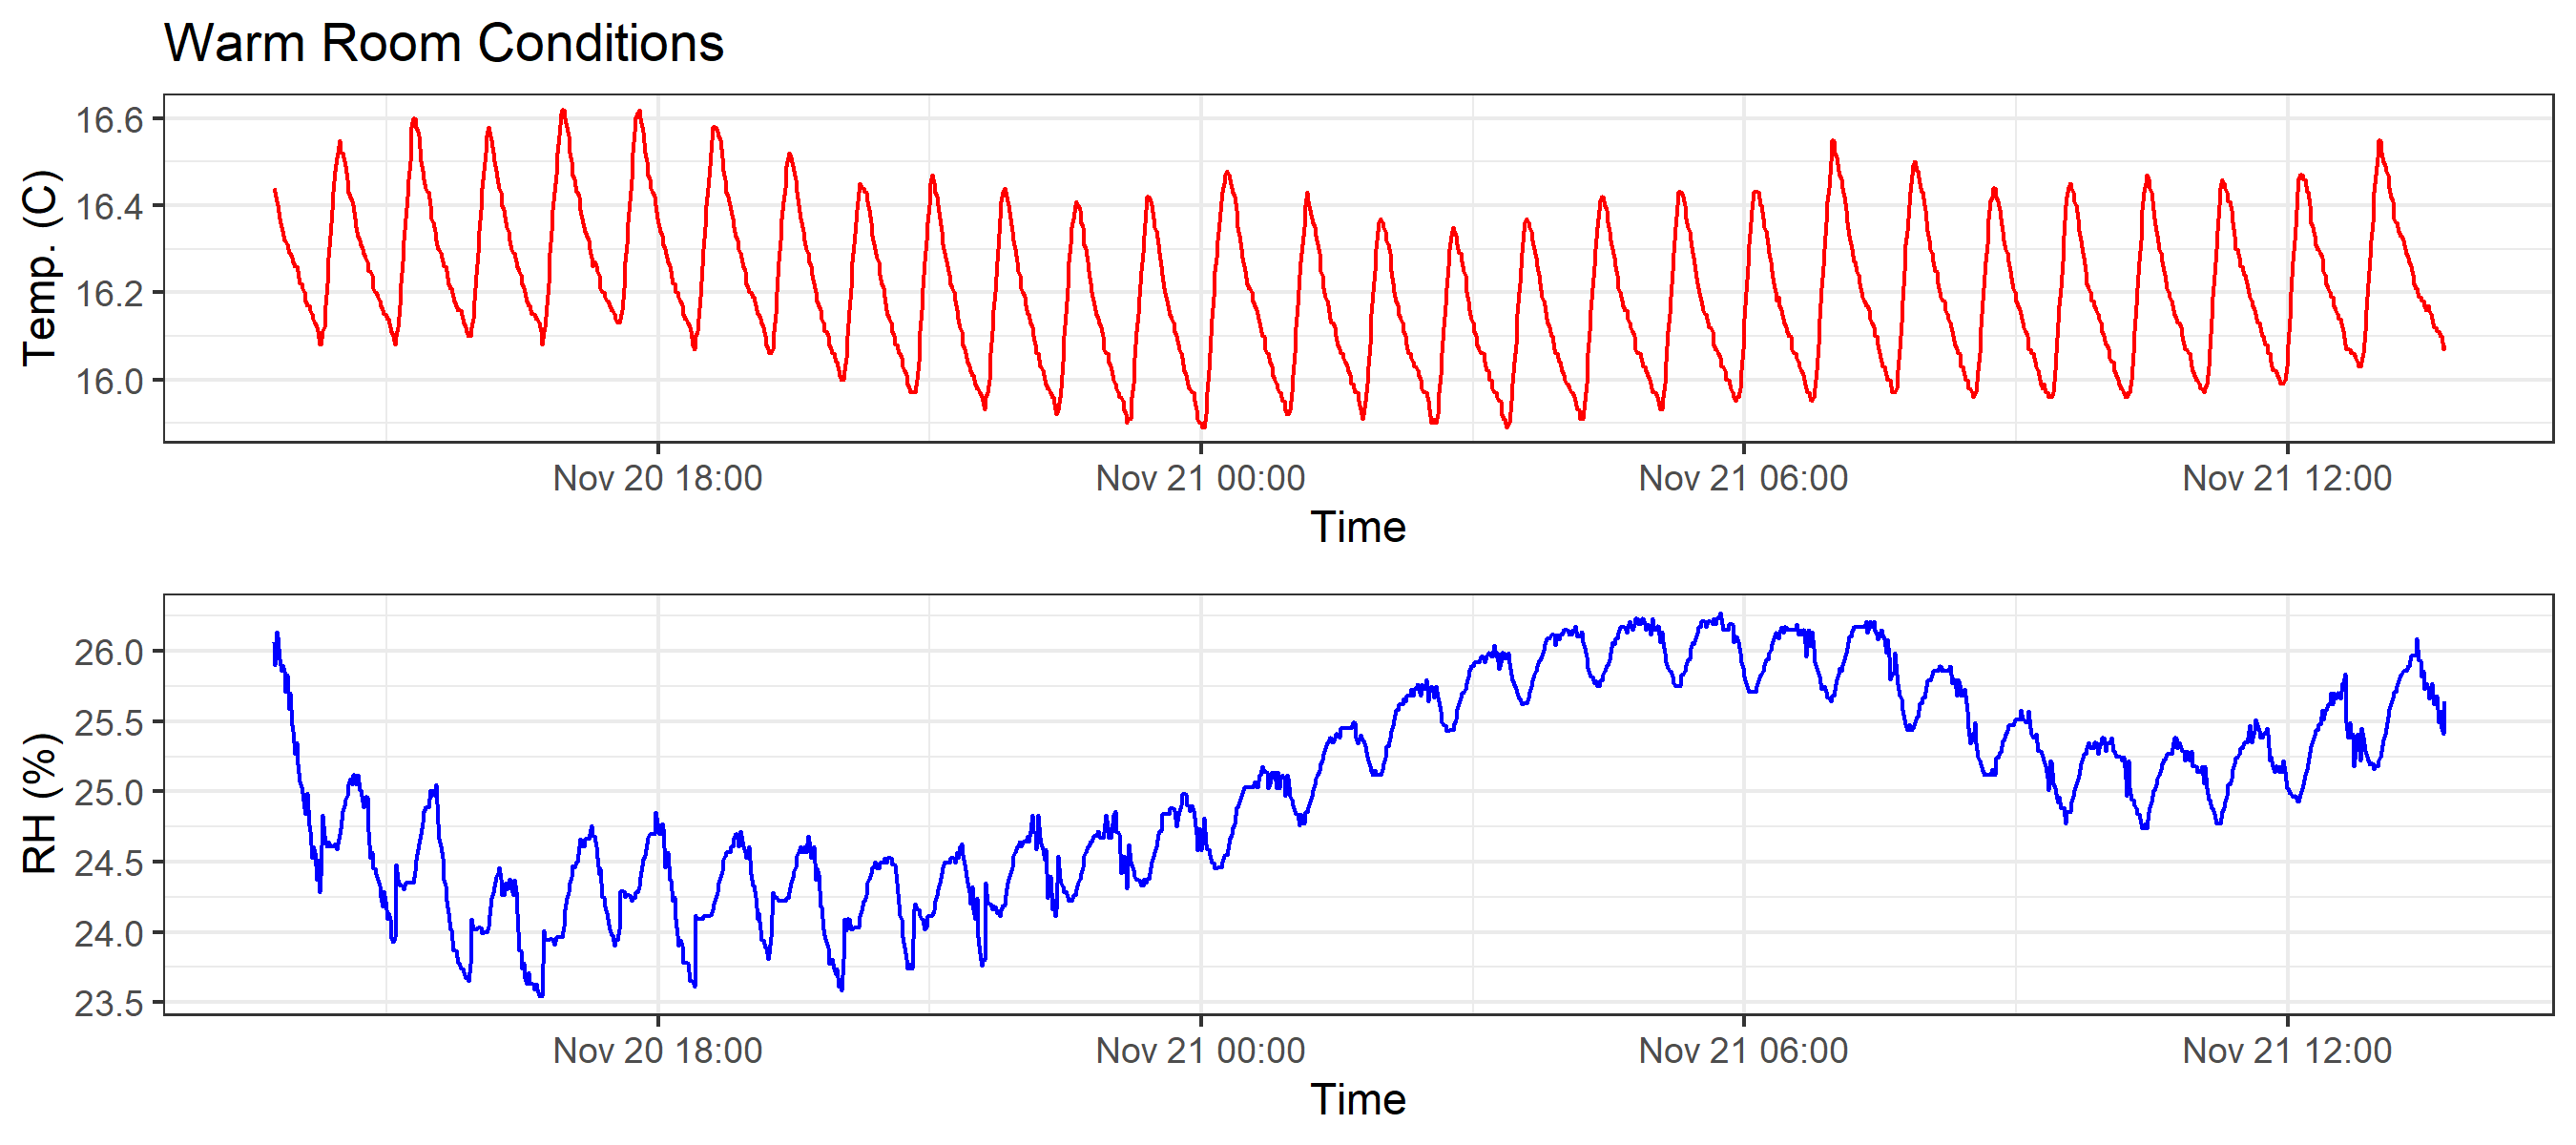 Warm Room Conditions
Temp. (C)
16.6
16.4
16.2
16.0
Nov 20 18:00 Nov 21 00:00 Nov 21 06:00 Nov 21 12:00
Time
RH (%)
26.0
25.5
25.0
24.5
24.0
23.5
Nov 20 18:00 Nov 21 00:00 Nov 21 06:00 Nov 21 12:00
Time